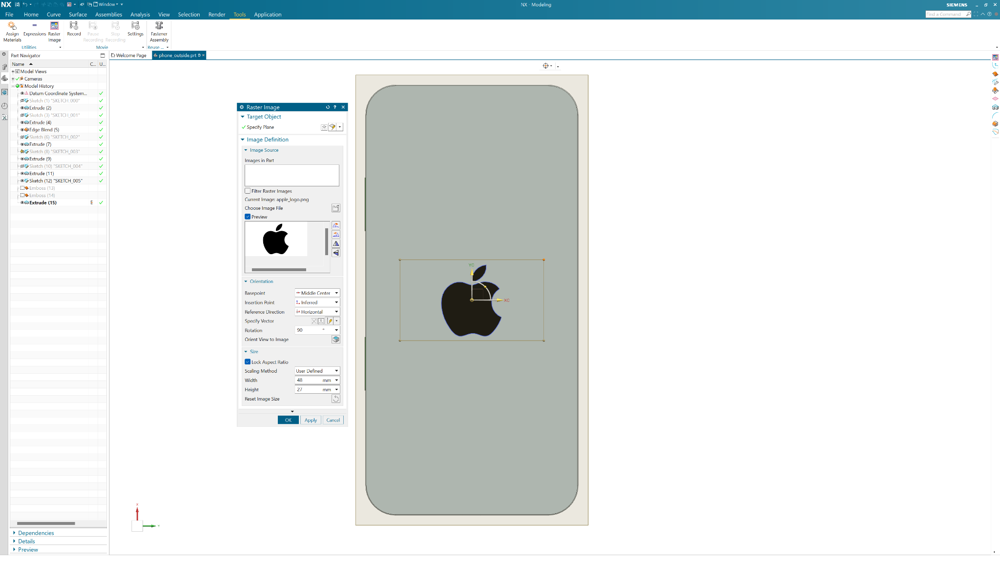 NX Window NX - Modeling SIEMENS
File Home Curve Surface Assemblies Analysis View Selection Render Tools Application Find a Command
Assign Materials Expressions Raster Image Record Pause Recording Stop Recording Settings Fastener Assembly
Utilities Movie Reuse ...
Part Navigator Welcome Page phone_outside.prt
Name C... U...
Model Views
Cameras
Model History
Datum Coordinate System...
Sketch (1) "SKETCH_000"
Extrude (2)
Sketch (3) "SKETCH_001"
Extrude (4)
Edge Blend (5)
Sketch (6) "SKETCH_002"
Extrude (7)
Sketch (8) "SKETCH_003"
Extrude (9)
Sketch (10) "SKETCH_004"
Extrude (11)
Sketch (12) "SKETCH_005"
Emboss (13)
Emboss (14)
Extrude (15)
Dependencies
Details
Preview
Raster Image
Target Object
Specify Plane
Image Definition
Image Source
Images in Part
Filter Raster Images
Current Image: apple_logo.png
Choose Image File
Preview
Orientation
Basepoint Middle Center
Insertion Point Inferred
Reference Direction Horizontal
Specify Vector
Rotation 90 °
Orient View to Image
Size
Lock Aspect Ratio
Scaling Method User Defined
Width 48 mm
Height 27 mm
Reset Image Size
OK Apply Cancel
YC
XC
X
Y